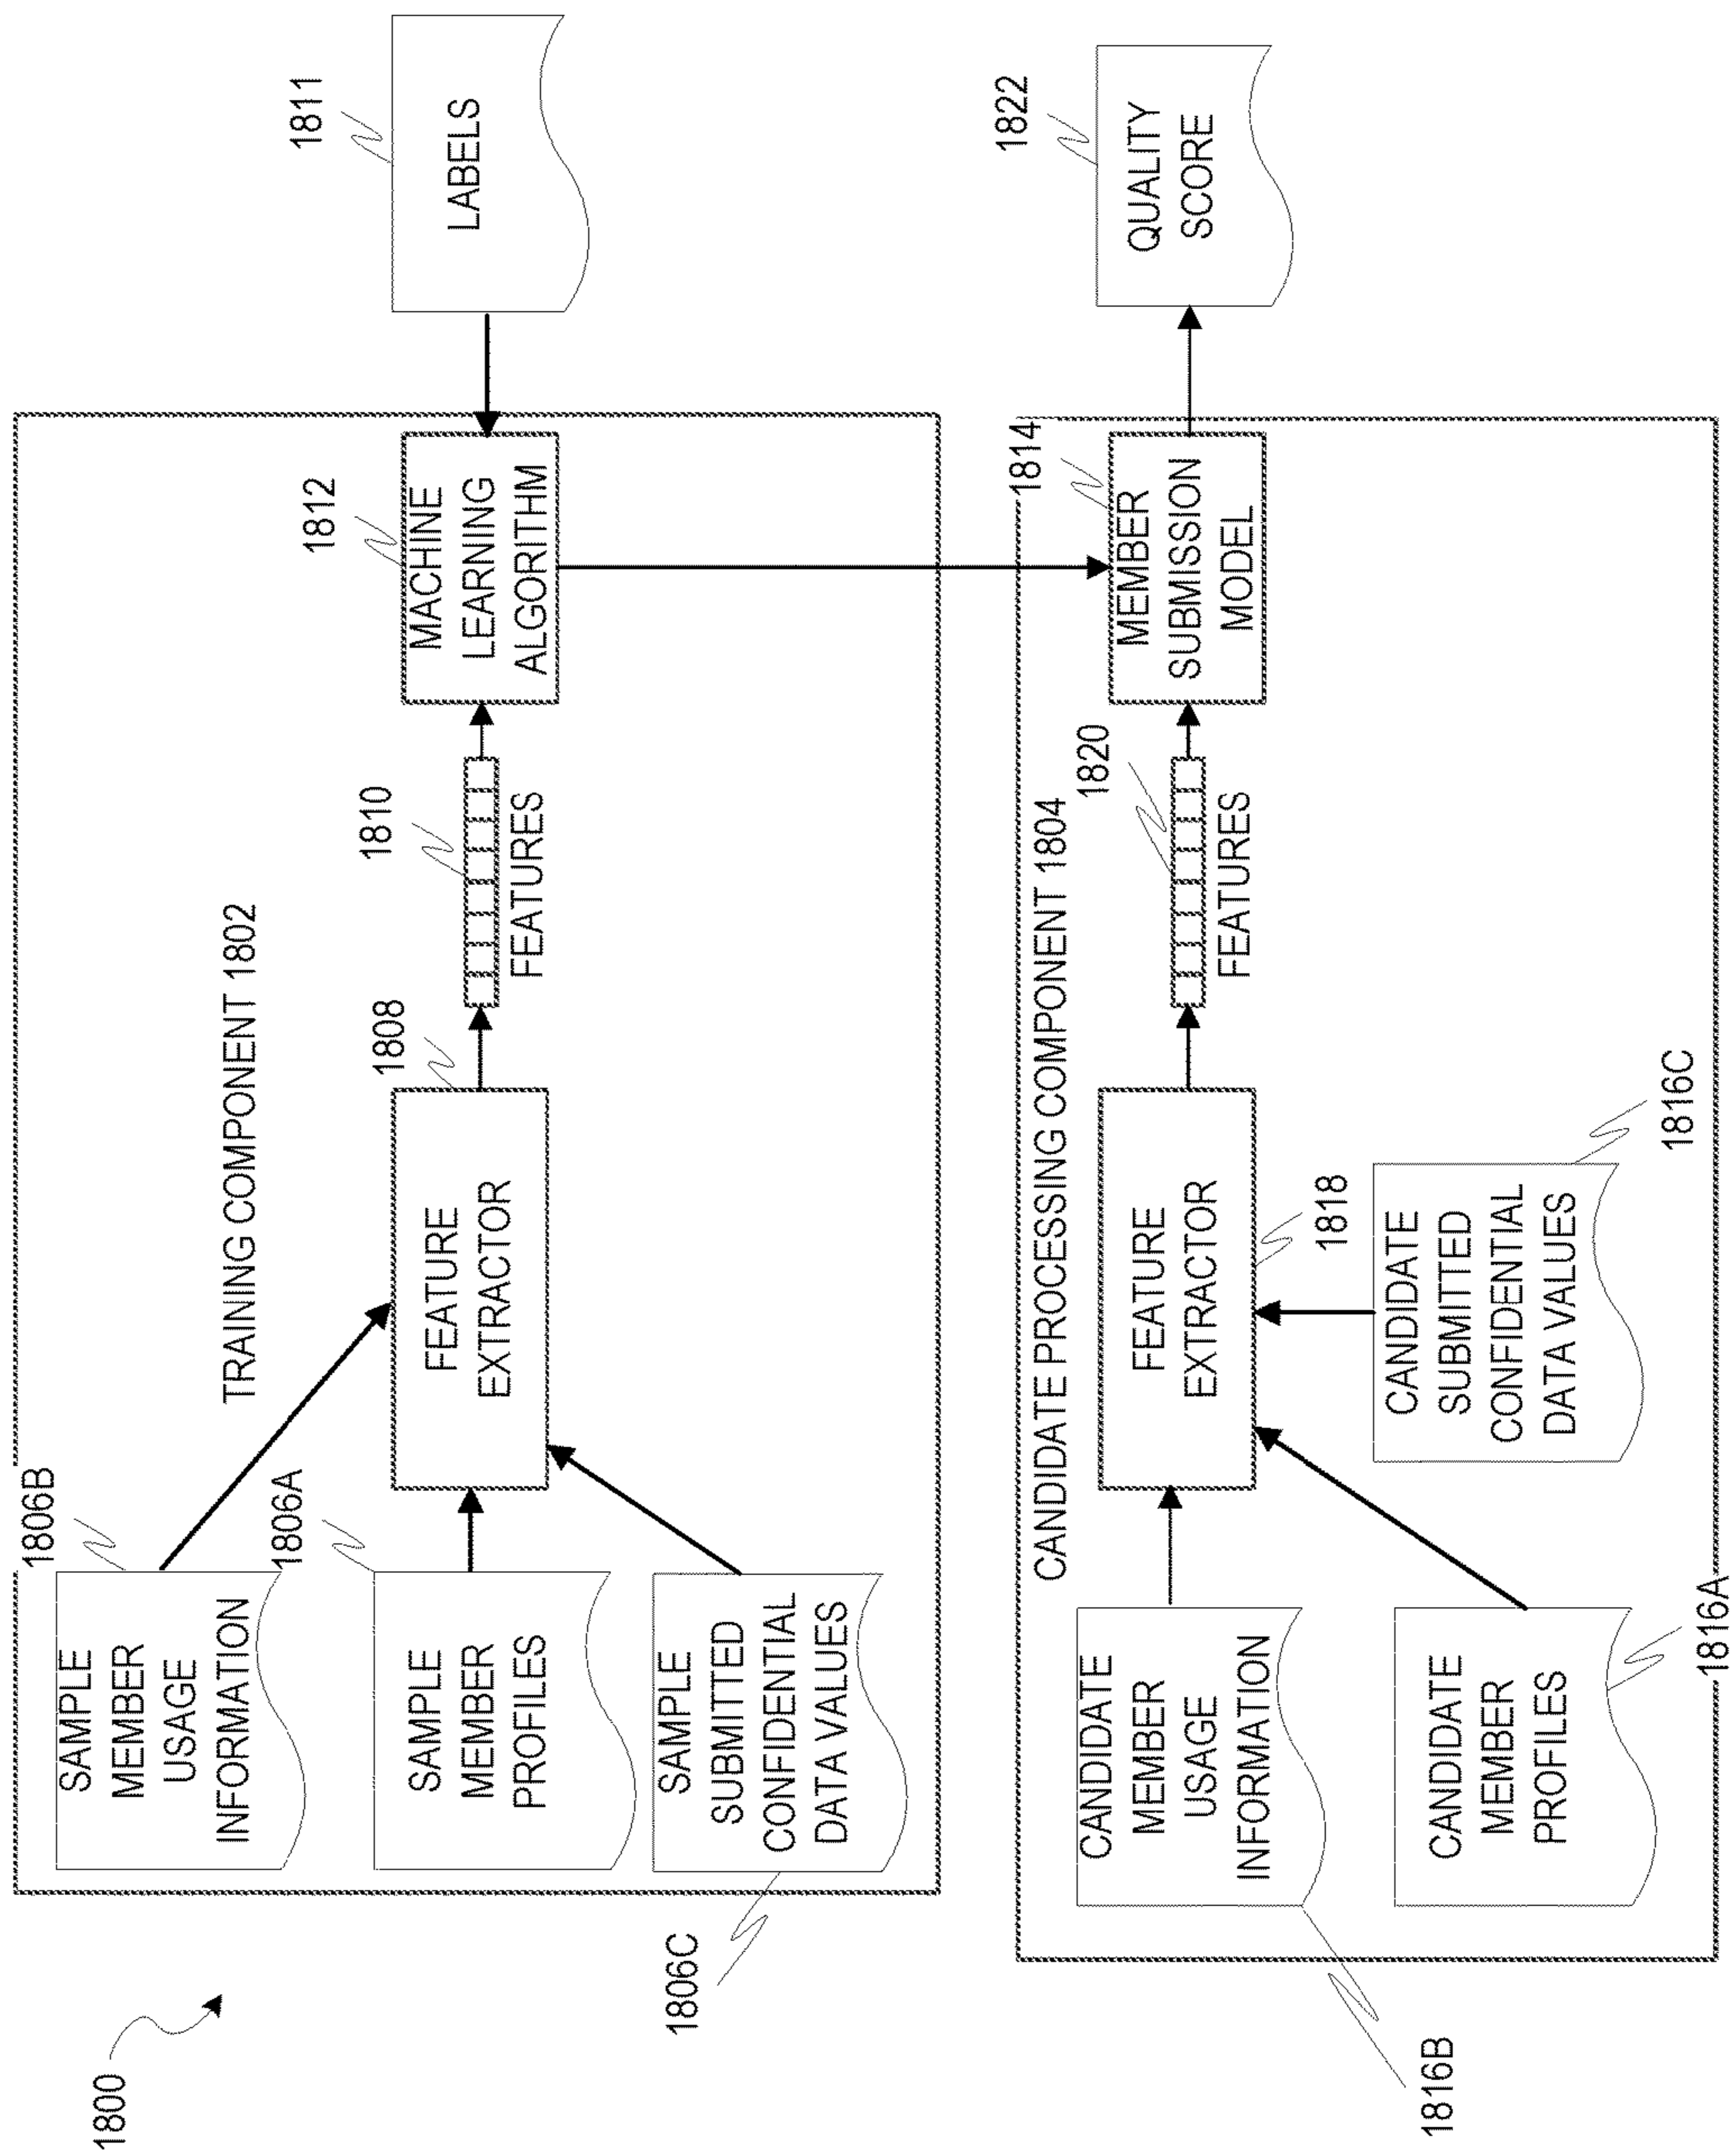 1800
TRAINING COMPONENT 1802
1806B
SAMPLE
MEMBER
USAGE
INFORMATION
1806A
SAMPLE
MEMBER
PROFILES
1806C
SAMPLE
SUBMITTED
CONFIDENTIAL
DATA VALUES
1808
FEATURE
EXTRACTOR
1810
FEATURES
1812
MACHINE
LEARNING
ALGORITHM
1811
LABELS
CANDIDATE PROCESSING COMPONENT 1804
CANDIDATE
MEMBER
USAGE
INFORMATION
1816B
CANDIDATE
MEMBER
PROFILES
1816A
FEATURE
EXTRACTOR
1818
CANDIDATE
SUBMITTED
CONFIDENTIAL
DATA VALUES
1816C
1820
FEATURES
1814
MEMBER
SUBMISSION
MODEL
1822
QUALITY
SCORE